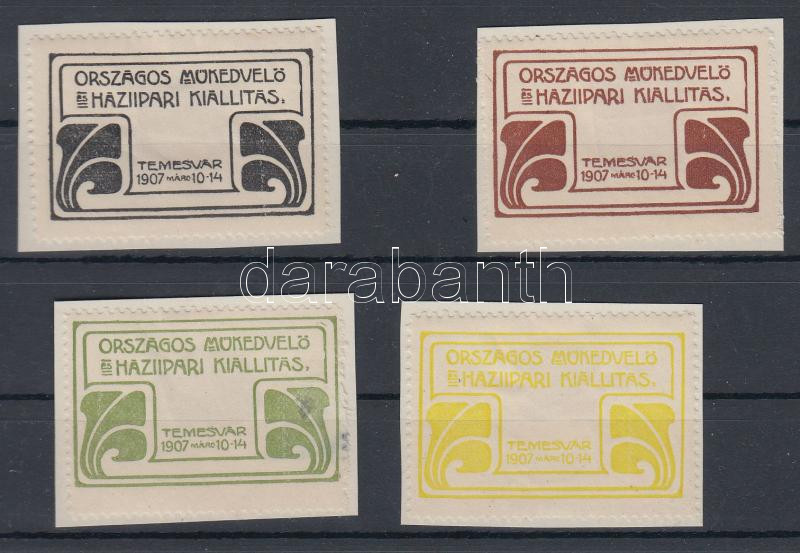 ORSZÁGOS MŰKEDVELŐ
ÉS HÁZIIPARI KIÁLLITÁS.
TEMESVÁR
1907 MÁRC 10-14
ORSZÁGOS MŰKEDVELŐ
ÉS HÁZIIPARI KIÁLLITÁS.
TEMESVÁR
1907 MÁRC 10-14
darabanth
ORSZÁGOS MŰKEDVELŐ
ÉS HÁZIIPARI KIÁLLITÁS.
TEMESVÁR
1907 MÁRC 10-14
ORSZÁGOS MŰKEDVELŐ
ÉS HÁZIIPARI KIÁLLITÁS.
TEMESVÁR
1907 MÁRC 10-14